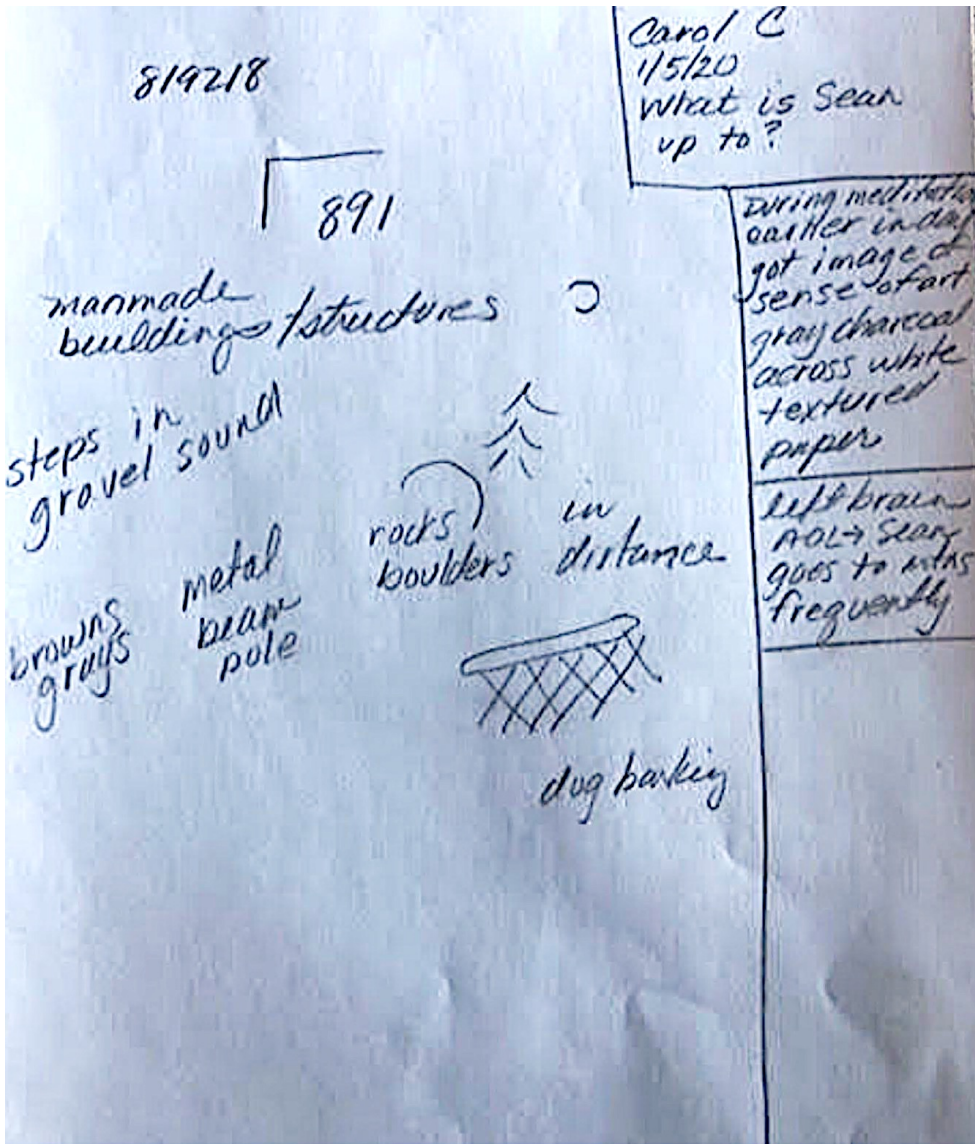 Carol C
1/5/20
What is Sean
up to?
819218
891
During meditation
earlier in day
got image of
sense of art
gray charcoal
across white
textured
paper
manmade
buildings/structures
steps in
gravel sound
left brain
AOL→ Sean
goes to mtns
frequently
rocks
boulders
in
distance
metal
beam
pole
browns
grays
dog barking